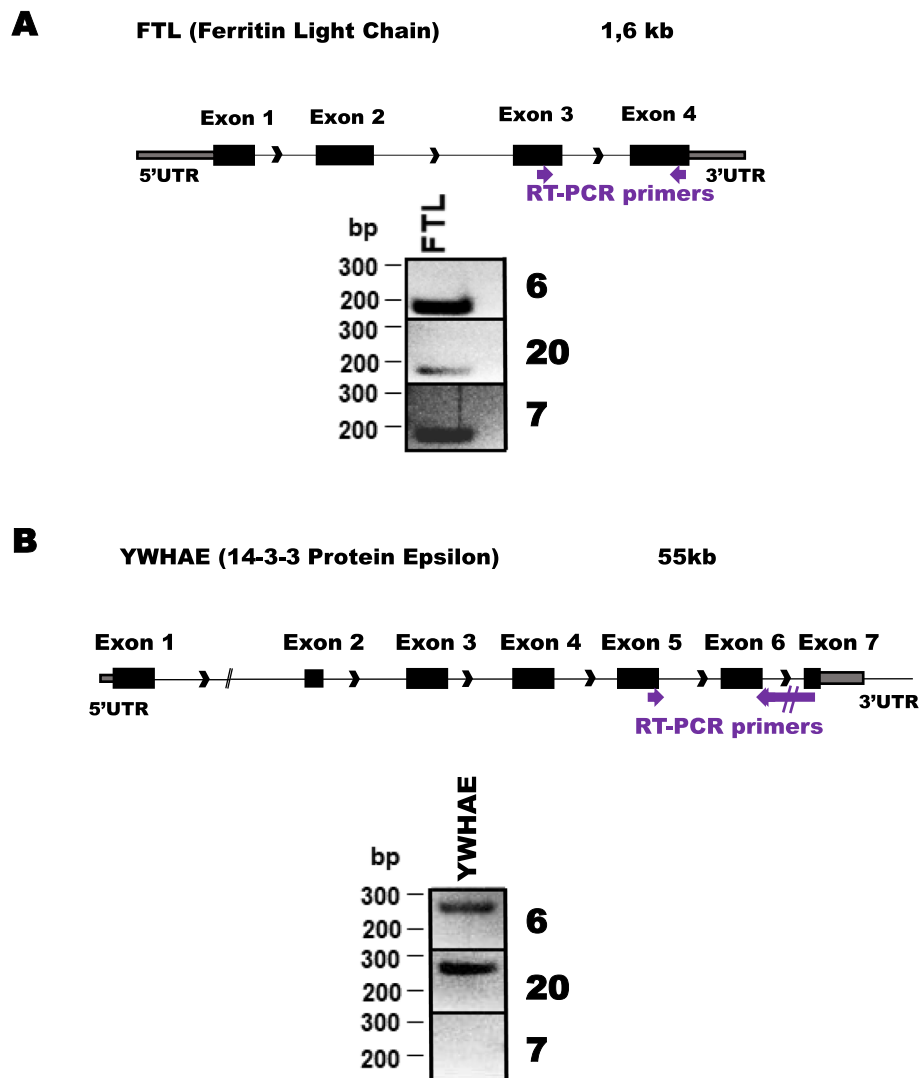 A
FTL (Ferritin Light Chain) 1,6 kb
Exon 1 Exon 2 Exon 3 Exon 4
5'UTR 3'UTR
RT-PCR primers
bp FTL
300
200
6
300
200
20
300
200
7
B
YWHAE (14-3-3 Protein Epsilon) 55kb
Exon 1 Exon 2 Exon 3 Exon 4 Exon 5 Exon 6 Exon 7
5'UTR 3'UTR
RT-PCR primers
bp YWHAE
300
200
6
300
200
20
300
200
7